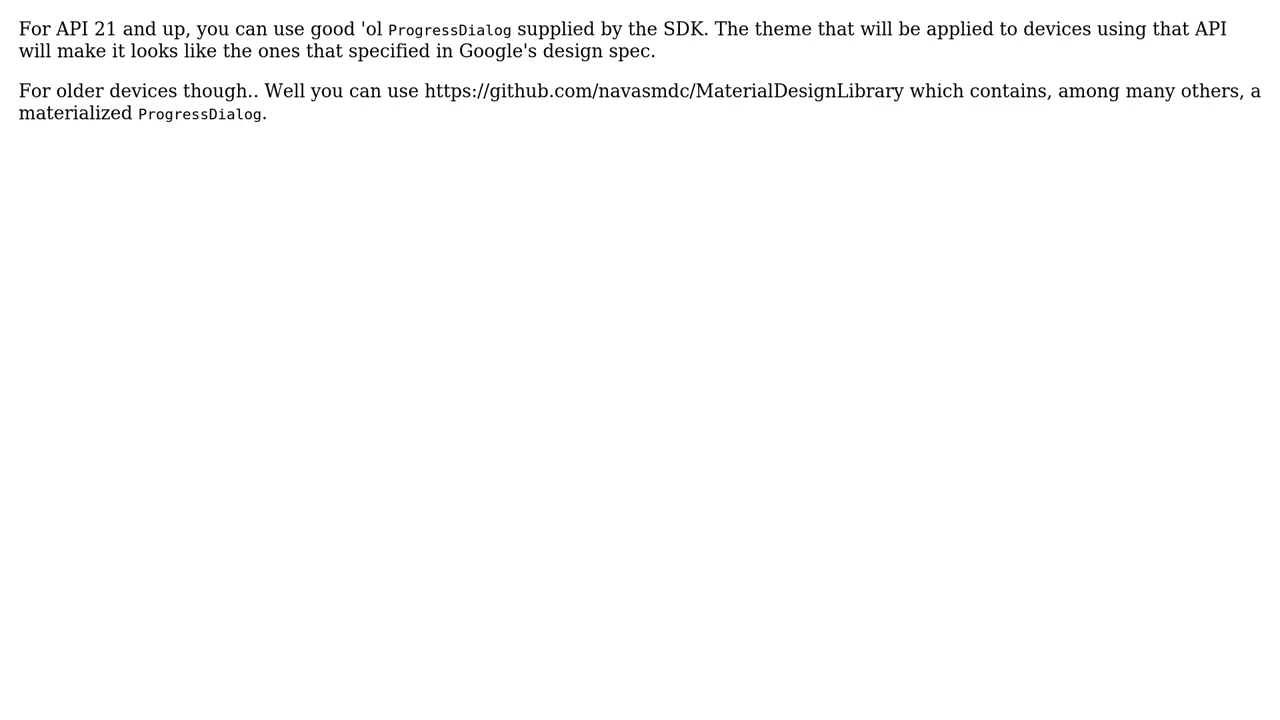 For API 21 and up, you can use good 'ol ProgressDialog supplied by the SDK. The theme that will be applied to devices using that API
will make it looks like the ones that specified in Google's design spec.
For older devices though.. Well you can use https://github.com/navasmdc/MaterialDesignLibrary which contains, among many others, a
materialized ProgressDialog.